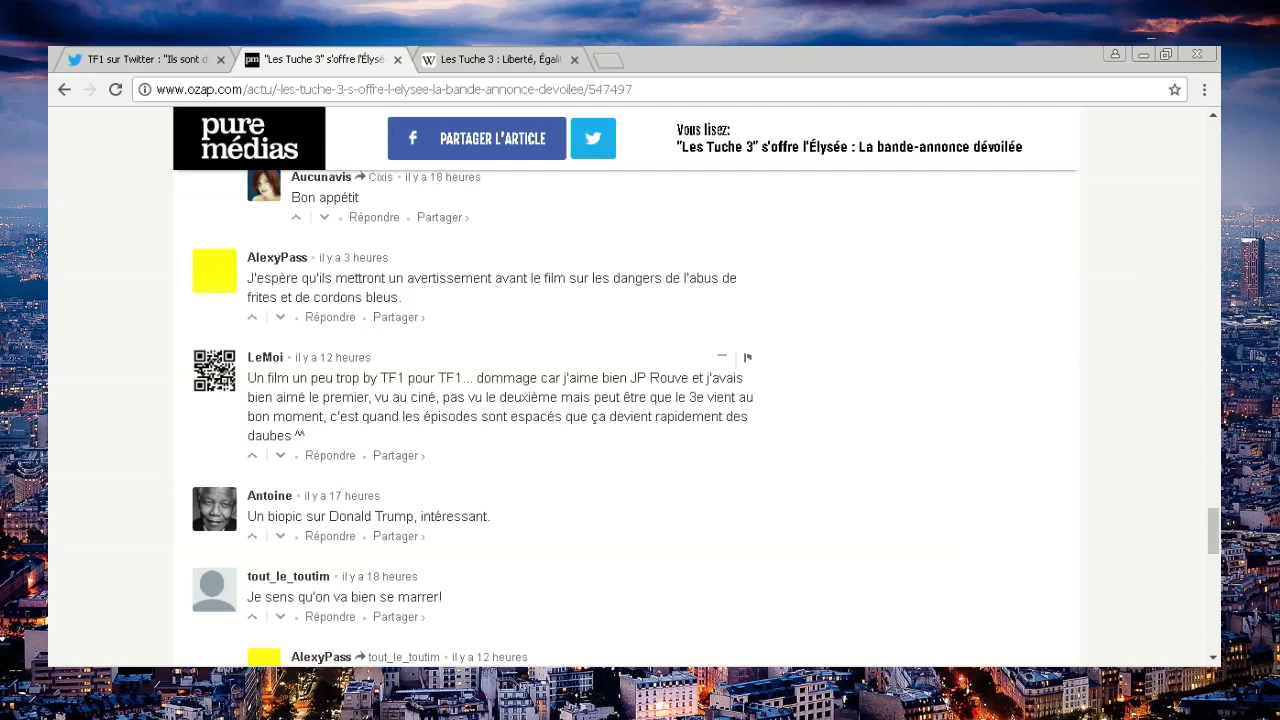 TF1 sur Twitter : "Ils sont d
"Les Tuche 3" s'offre l'Élysé
Les Tuche 3 : Liberté, Égali
www.ozap.com/actu/-les-tuche-3-s-offre-l-elysee-la-bande-annonce-devoilee/547497
pure médias
PARTAGER L'ARTICLE
Vous lisez:
"Les Tuche 3" s'offre l'Élysée : La bande-annonce dévoilée
Aucunavis Cixis • il y a 18 heures
Bon appétit
Répondre • Partager ›
AlexyPass • il y a 3 heures
J'espère qu'ils mettront un avertissement avant le film sur les dangers de l'abus de
frites et de cordons bleus.
Répondre • Partager ›
LeMoi • il y a 12 heures
Un film un peu trop by TF1 pour TF1... dommage car j'aime bien JP Rouve et j'avais
bien aimé le premier, vu au ciné, pas vu le deuxième mais peut être que le 3e vient au
bon moment, c'est quand les épisodes sont espacés que ça devient rapidement des
daubes ^^
Répondre • Partager ›
Antoine • il y a 17 heures
Un biopic sur Donald Trump, intéressant.
Répondre • Partager ›
tout_le_toutim • il y a 18 heures
Je sens qu'on va bien se marrer!
Répondre • Partager ›
AlexyPass tout_le_toutim • il y a 12 heures